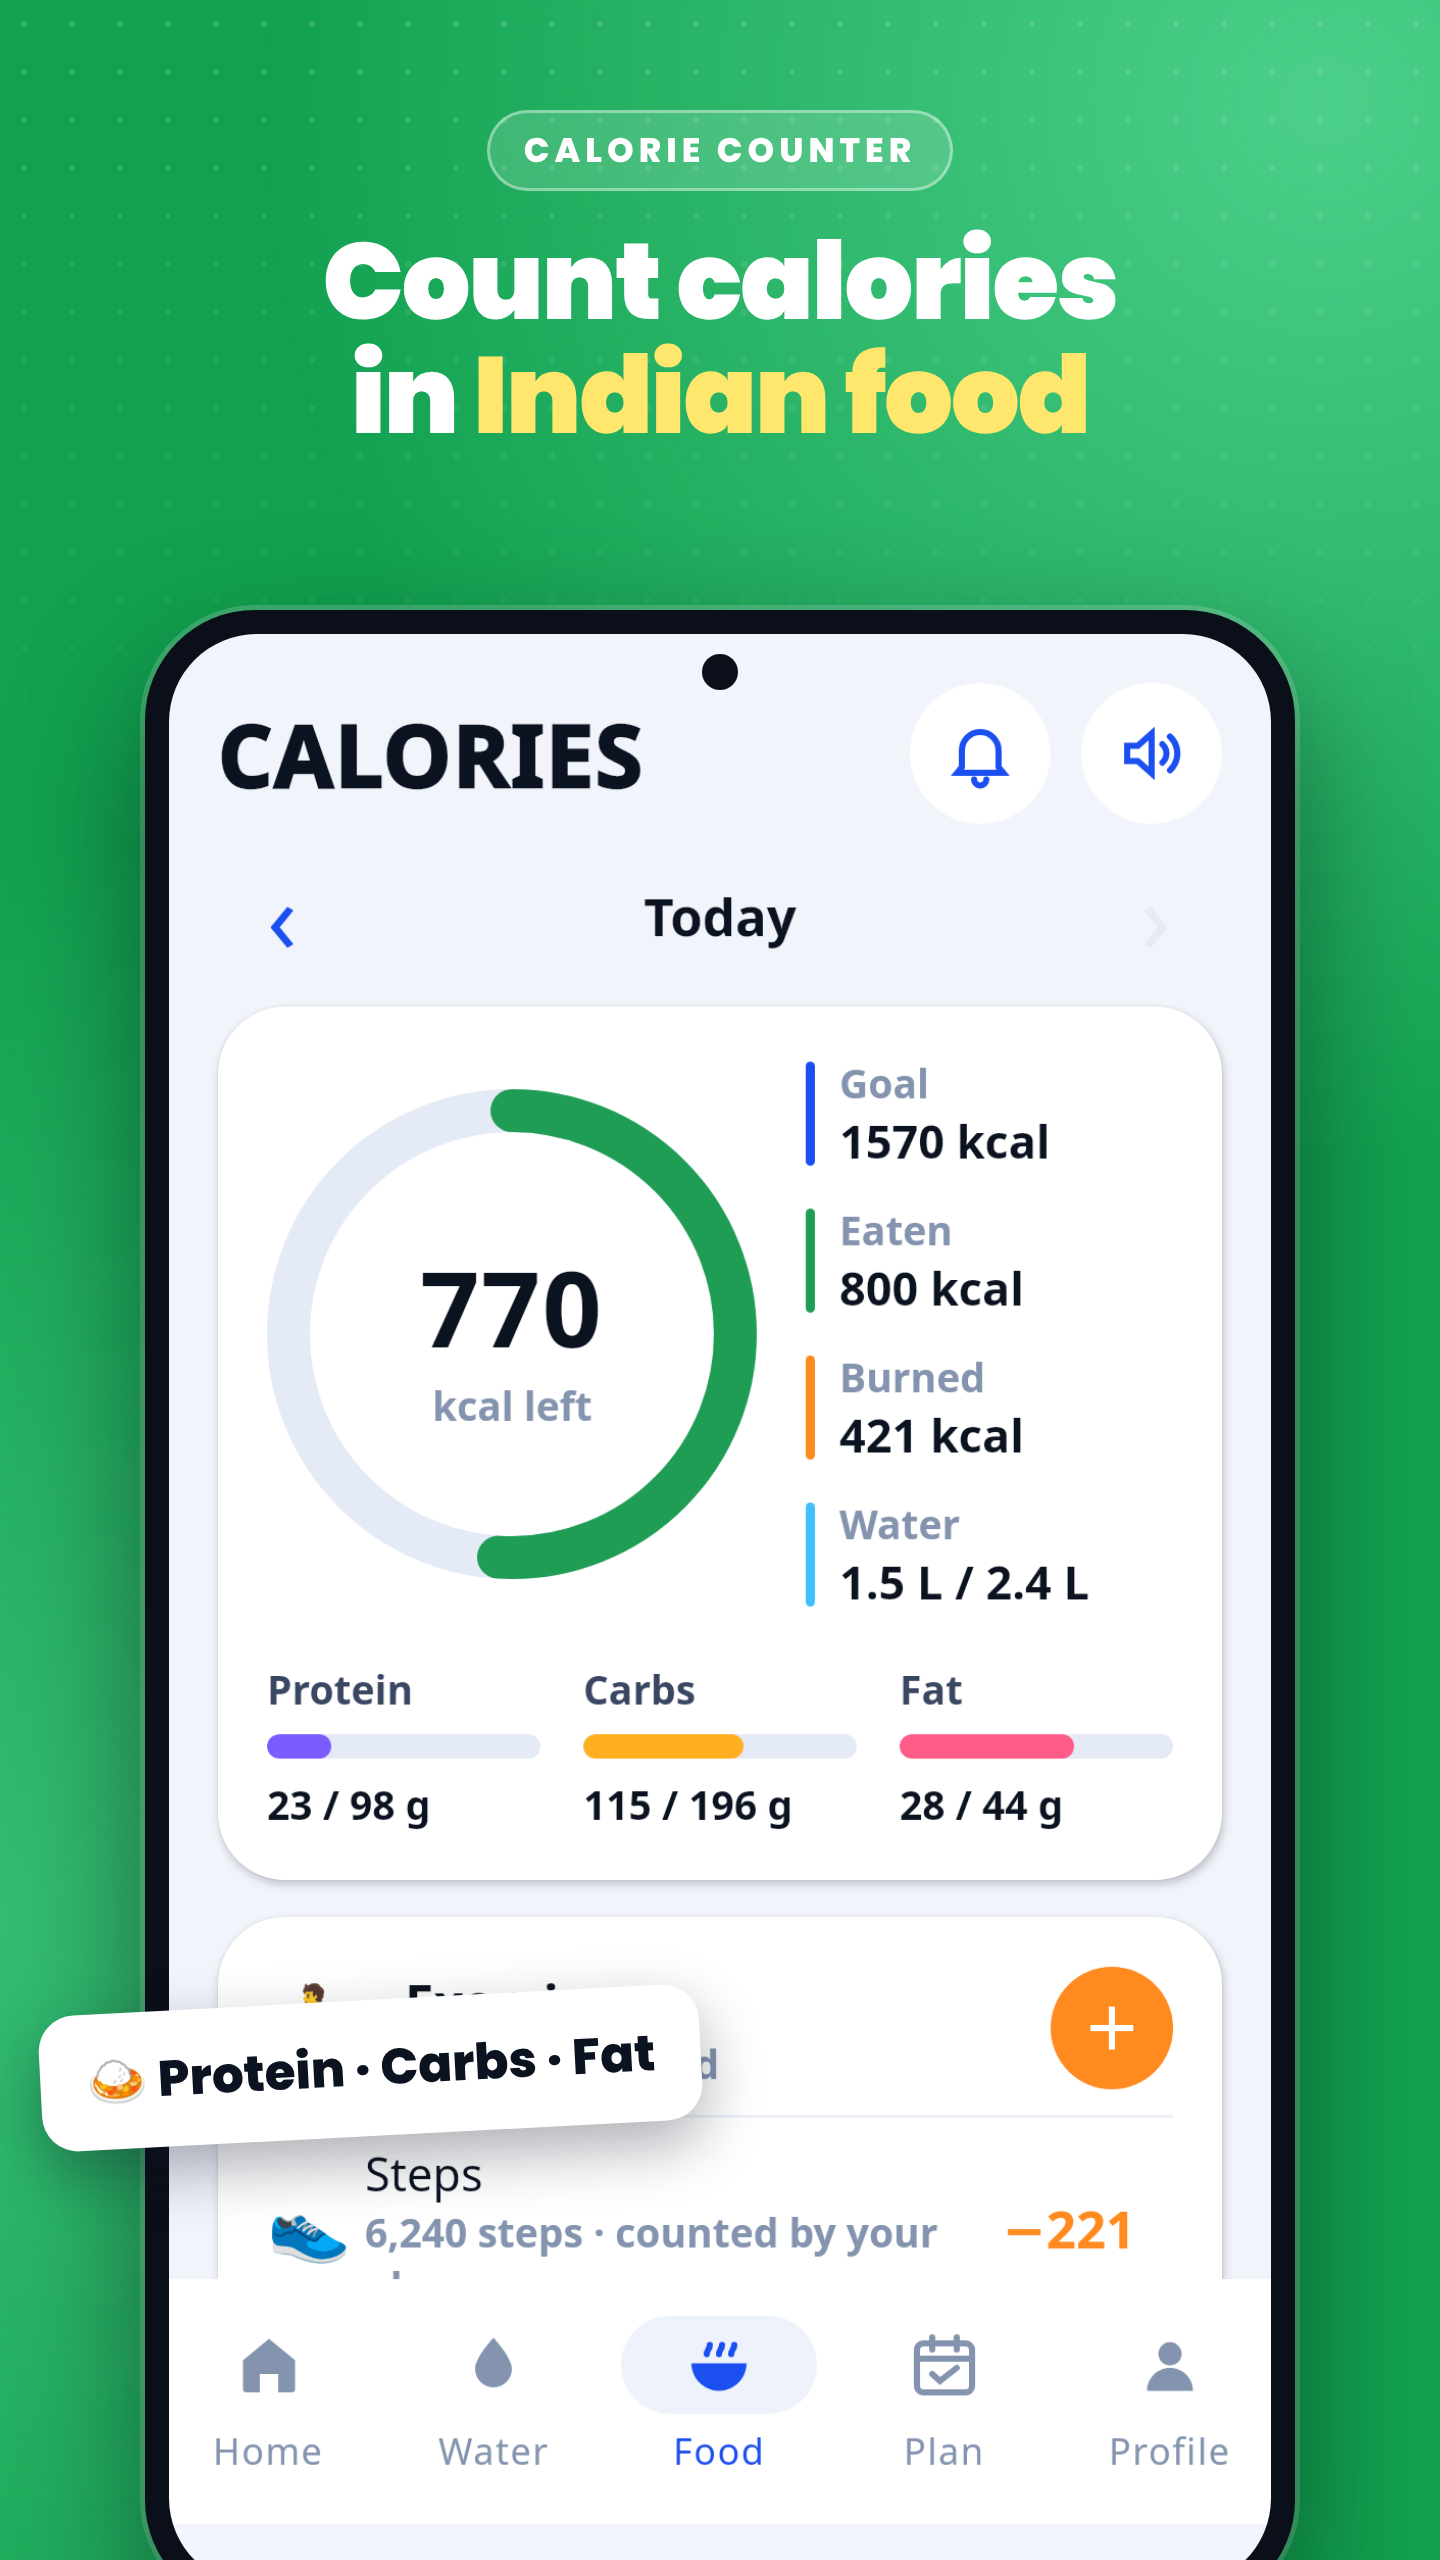 CALORIE COUNTER
Count calories
in Indian food
CALORIES
Today
Goal
1570 kcal
Eaten
800 kcal
Burned
421 kcal
Water
1.5 L / 2.4 L
770
kcal left
Protein
Carbs
Fat
23 / 98 g
115 / 196 g
28 / 44 g
Protein · Carbs · Fat
Steps
6,240 steps · counted by your
−221
Home
Water
Food
Plan
Profile